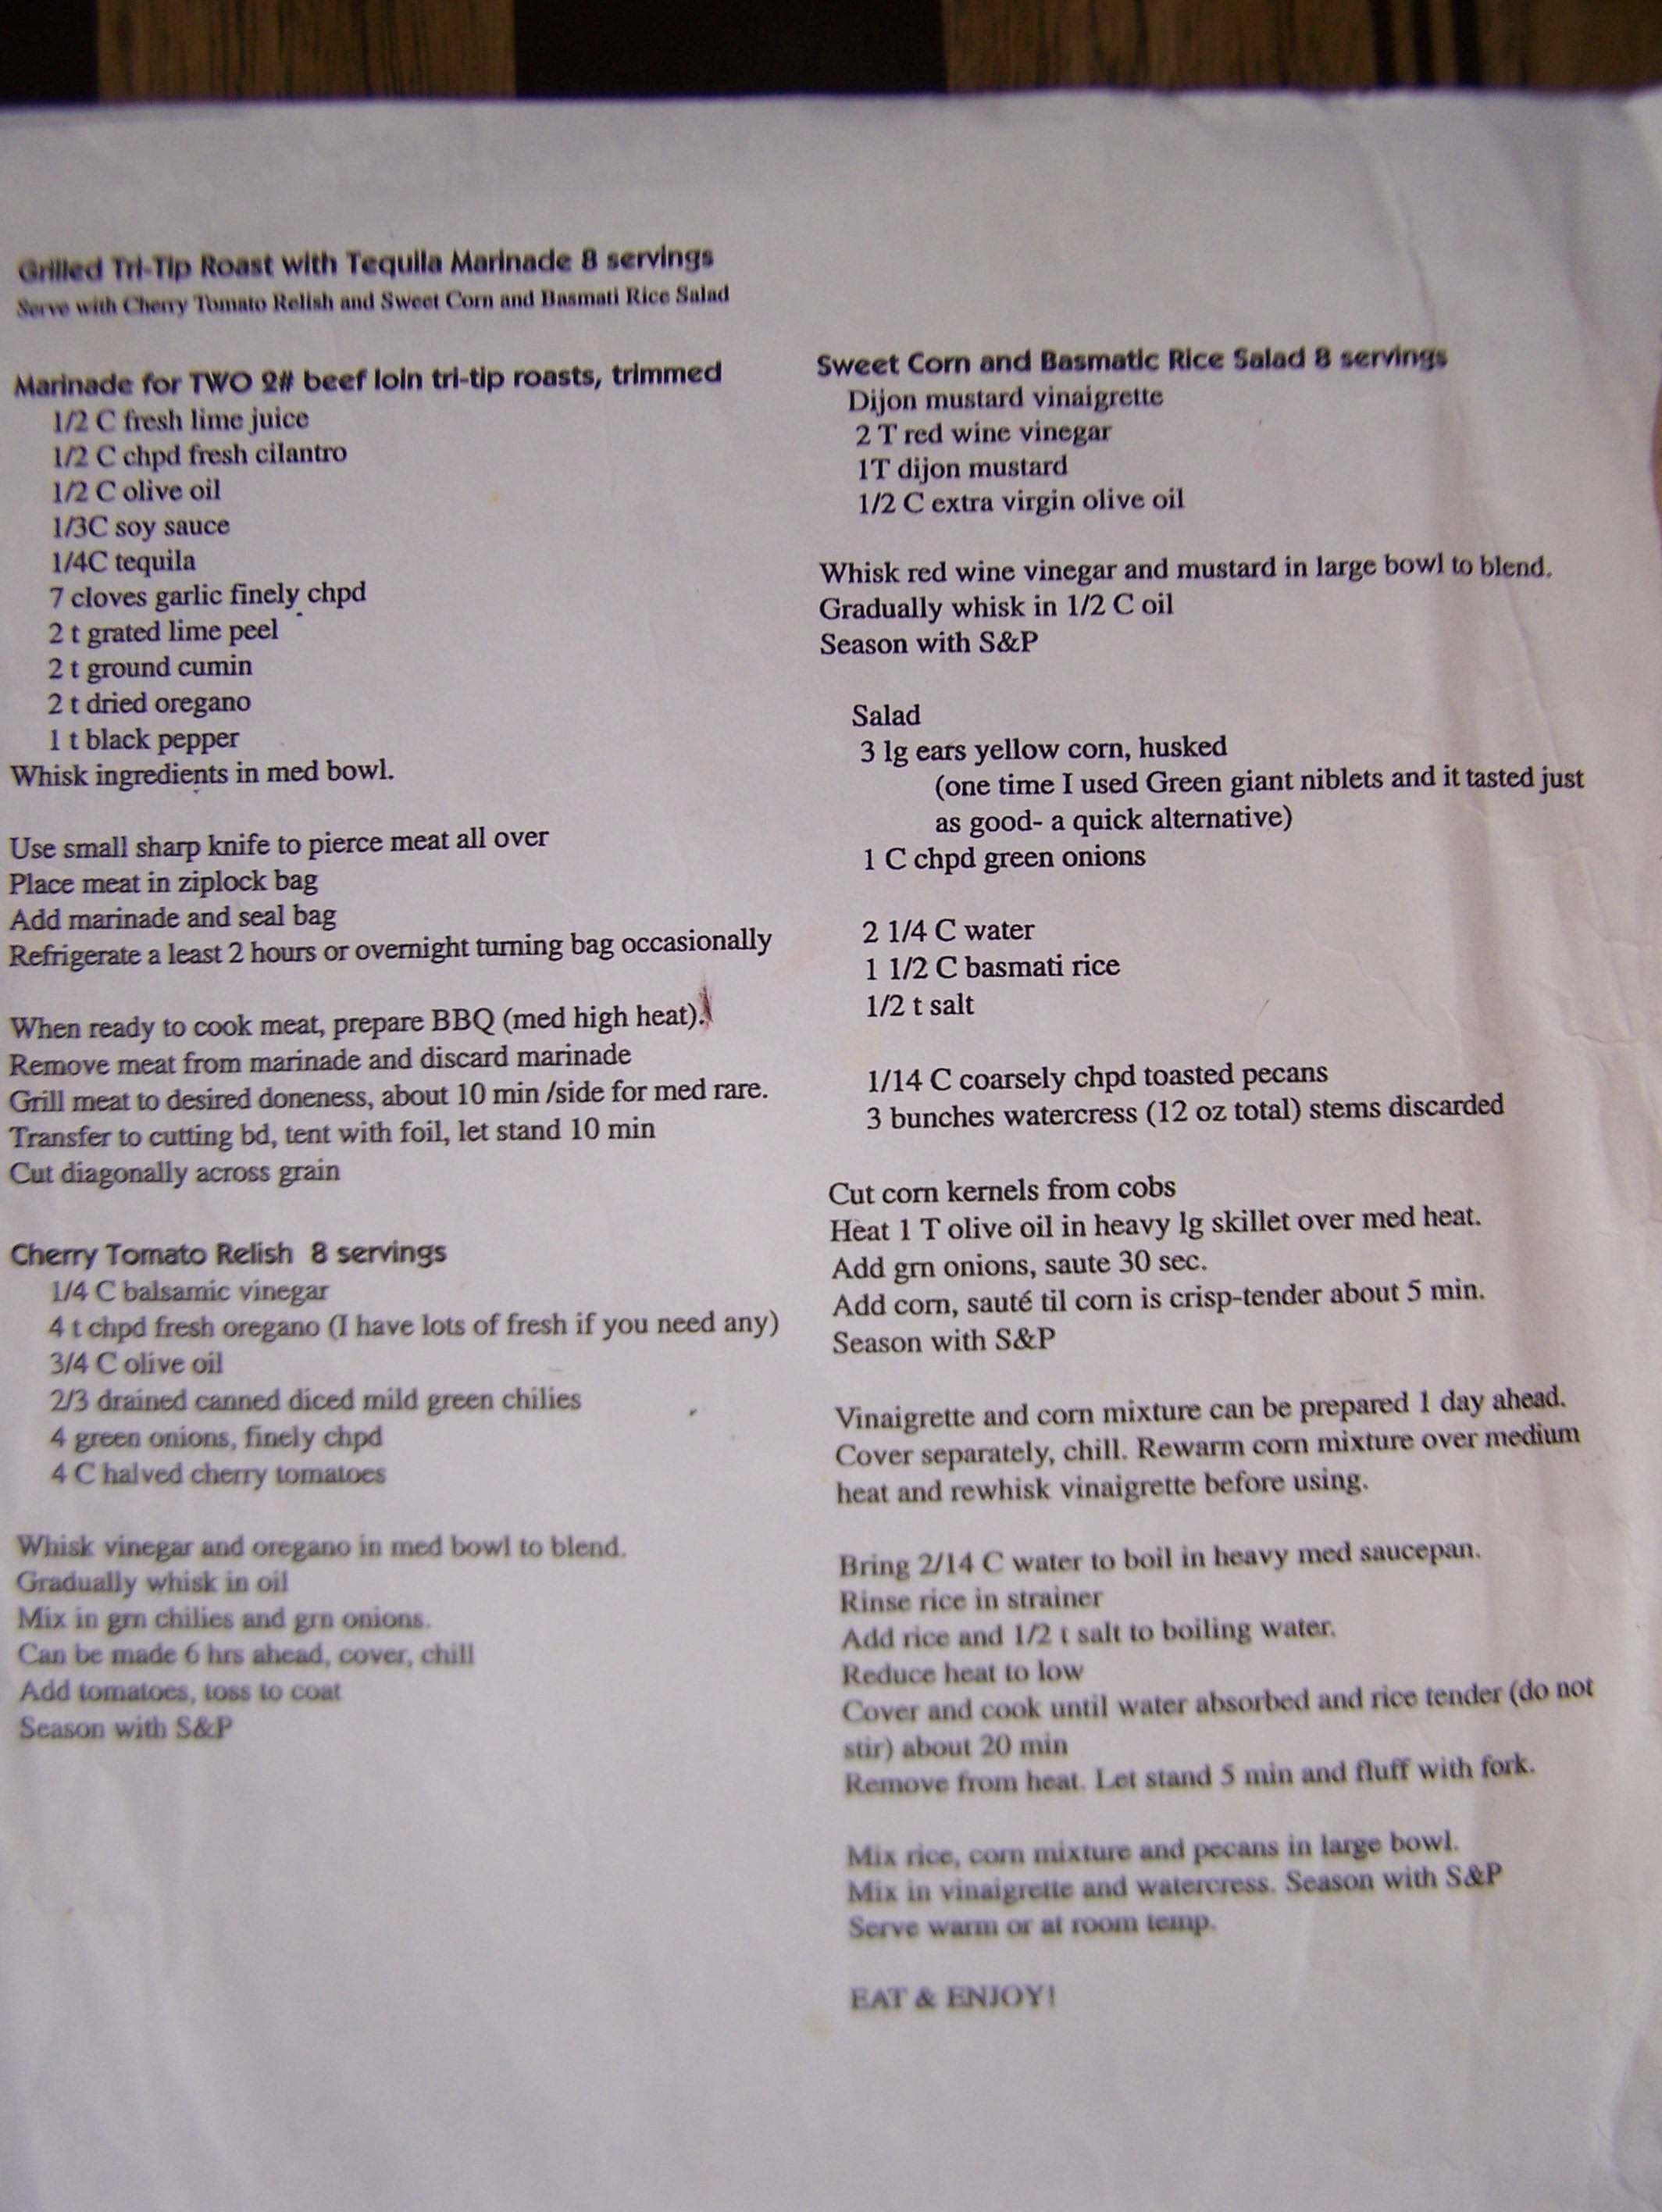 Grilled Tri-Tip Roast with Tequila Marinade 8 servings
Serve with Cherry Tomato Relish and Sweet Corn and Basmati Rice Salad
Marinade for TWO 2# beef loin tri-tip roasts, trimmed
1/2 C fresh lime juice
1/2 C chpd fresh cilantro
1/2 C olive oil
1/3C soy sauce
1/4C tequila
7 cloves garlic finely chpd
2 t grated lime peel
2 t ground cumin
2 t dried oregano
1 t black pepper
Whisk ingredients in med bowl.
Use small sharp knife to pierce meat all over
Place meat in ziplock bag
Add marinade and seal bag
Refrigerate a least 2 hours or overnight turning bag occasionally
When ready to cook meat, prepare BBQ (med high heat).
Remove meat from marinade and discard marinade
Grill meat to desired doneness, about 10 min /side for med rare.
Transfer to cutting bd, tent with foil, let stand 10 min
Cut diagonally across grain
Cherry Tomato Relish 8 servings
1/4 C balsamic vinegar
4 t chpd fresh oregano (I have lots of fresh if you need any)
3/4 C olive oil
2/3 drained canned diced mild green chilies
4 green onions, finely chpd
4 C halved cherry tomatoes
Whisk vinegar and oregano in med bowl to blend.
Gradually whisk in oil
Mix in grn chilies and grn onions.
Can be made 6 hrs ahead, cover, chill
Add tomatoes, toss to coat
Season with S&P
Sweet Corn and Basmatic Rice Salad 8 servings
Dijon mustard vinaigrette
2 T red wine vinegar
1T dijon mustard
1/2 C extra virgin olive oil
Whisk red wine vinegar and mustard in large bowl to blend.
Gradually whisk in 1/2 C oil
Season with S&P
Salad
3 lg ears yellow corn, husked
(one time I used Green giant niblets and it tasted just
as good- a quick alternative)
1 C chpd green onions
2 1/4 C water
1 1/2 C basmati rice
1/2 t salt
1/14 C coarsely chpd toasted pecans
3 bunches watercress (12 oz total) stems discarded
Cut corn kernels from cobs
Heat 1 T olive oil in heavy lg skillet over med heat.
Add grn onions, saute 30 sec.
Add corn, sauté til corn is crisp-tender about 5 min.
Season with S&P
Vinaigrette and corn mixture can be prepared 1 day ahead.
Cover separately, chill. Rewarm corn mixture over medium
heat and rewhisk vinaigrette before using.
Bring 2/14 C water to boil in heavy med saucepan.
Rinse rice in strainer
Add rice and 1/2 t salt to boiling water.
Reduce heat to low
Cover and cook until water absorbed and rice tender (do not
stir) about 20 min
Remove from heat. Let stand 5 min and fluff with fork.
Mix rice, corn mixture and pecans in large bowl.
Mix in vinaigrette and watercress. Season with S&P
Serve warm or at room temp.
EAT & ENJOY!